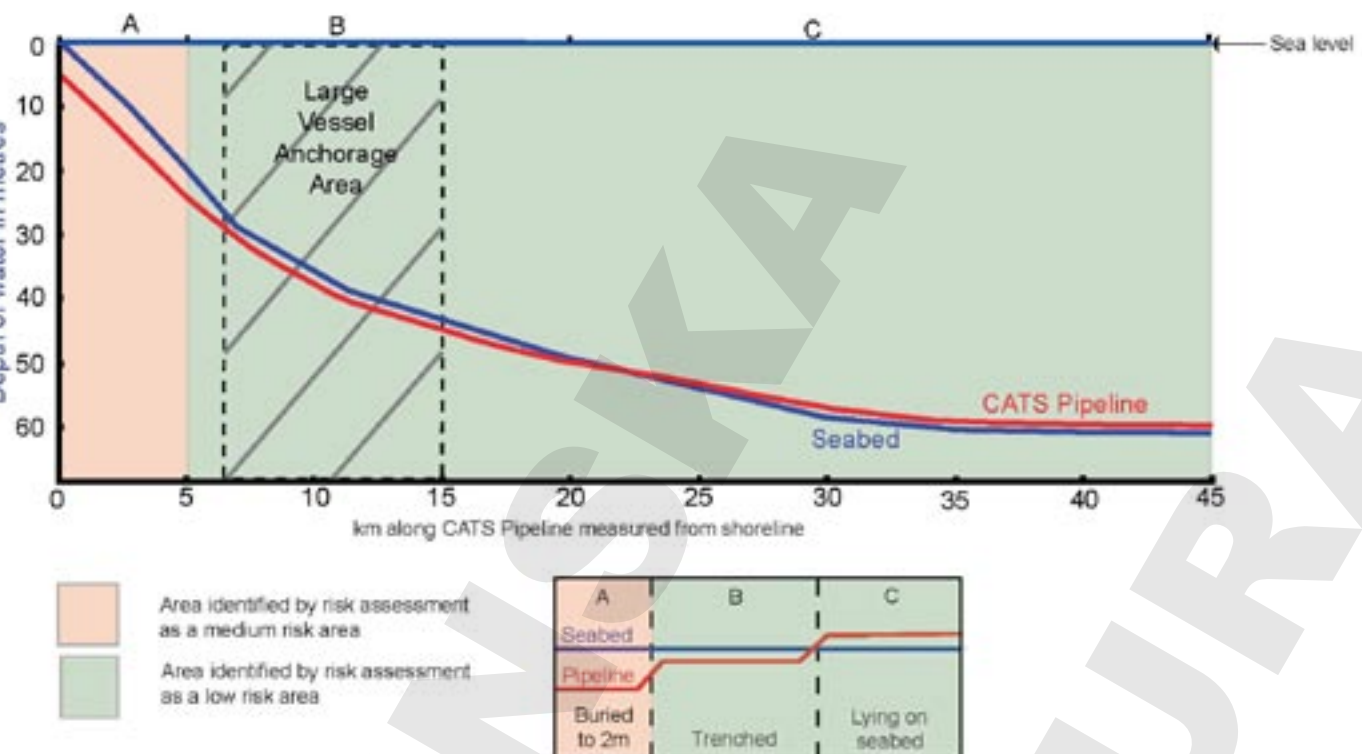 A B C
0 Sea level
10
20
30
40
50
60
Large
Vessel
Anchorage
Area
CATS Pipeline
Seabed
0 5 10 15 20 25 30 35 40 45
km along CATS Pipeline measured from shoreline
Area identified by risk assessment
as a medium risk area
Area identified by risk assessment
as a low risk area
A B C
Seabed
Pipeline
Buried
to 2m
Trenched
Lying on
seabed
NSKA
URA